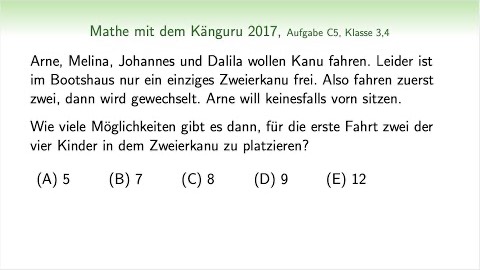 Mathe mit dem Känguru 2017, Aufgabe C5, Klasse 3,4
Arne, Melina, Johannes und Dalila wollen Kanu fahren. Leider ist
im Bootshaus nur ein einziges Zweierkanu frei. Also fahren zuerst
zwei, dann wird gewechselt. Arne will keinesfalls vorn sitzen.
Wie viele Möglichkeiten gibt es dann, für die erste Fahrt zwei der
vier Kinder in dem Zweierkanu zu platzieren?
(A) 5 (B) 7 (C) 8 (D) 9 (E) 12